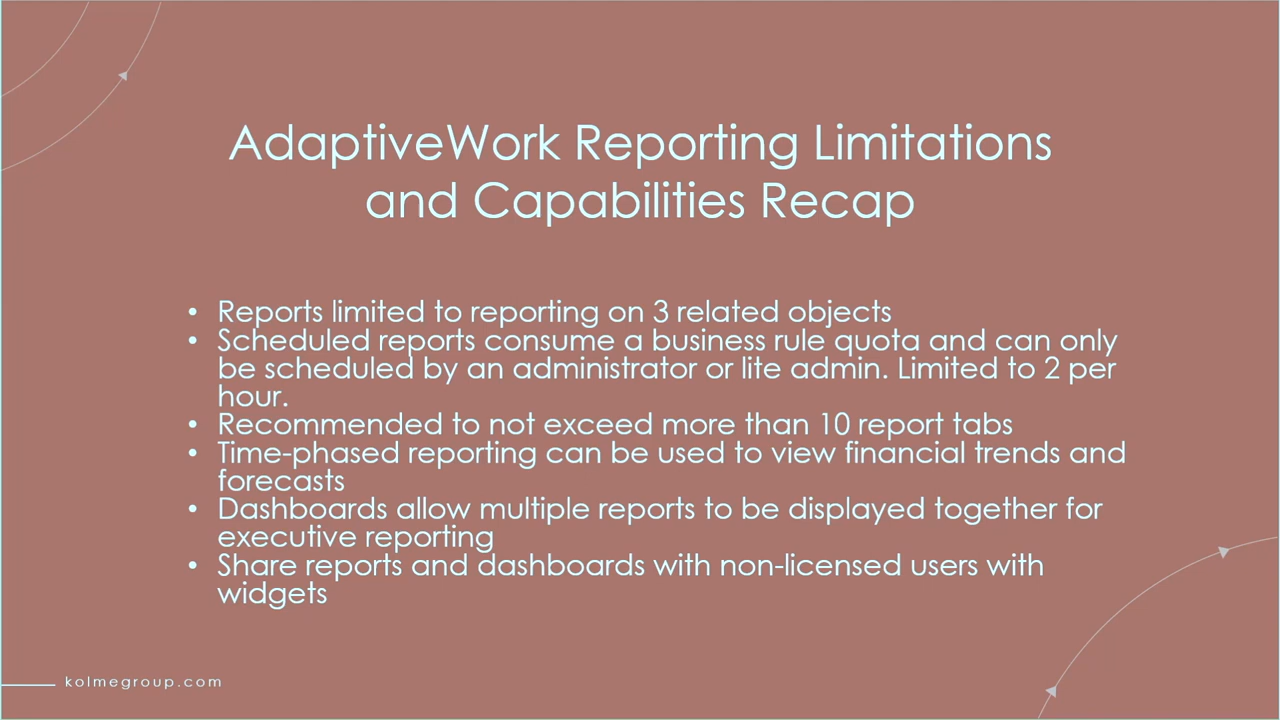 AdaptiveWork Reporting Limitations
and Capabilities Recap
• Reports limited to reporting on 3 related objects
• Scheduled reports consume a business rule quota and can only
be scheduled by an administrator or lite admin. Limited to 2 per
hour.
• Recommended to not exceed more than 10 report tabs
• Time-phased reporting can be used to view financial trends and
forecasts
• Dashboards allow multiple reports to be displayed together for
executive reporting
• Share reports and dashboards with non-licensed users with
widgets
kolmegroup.com